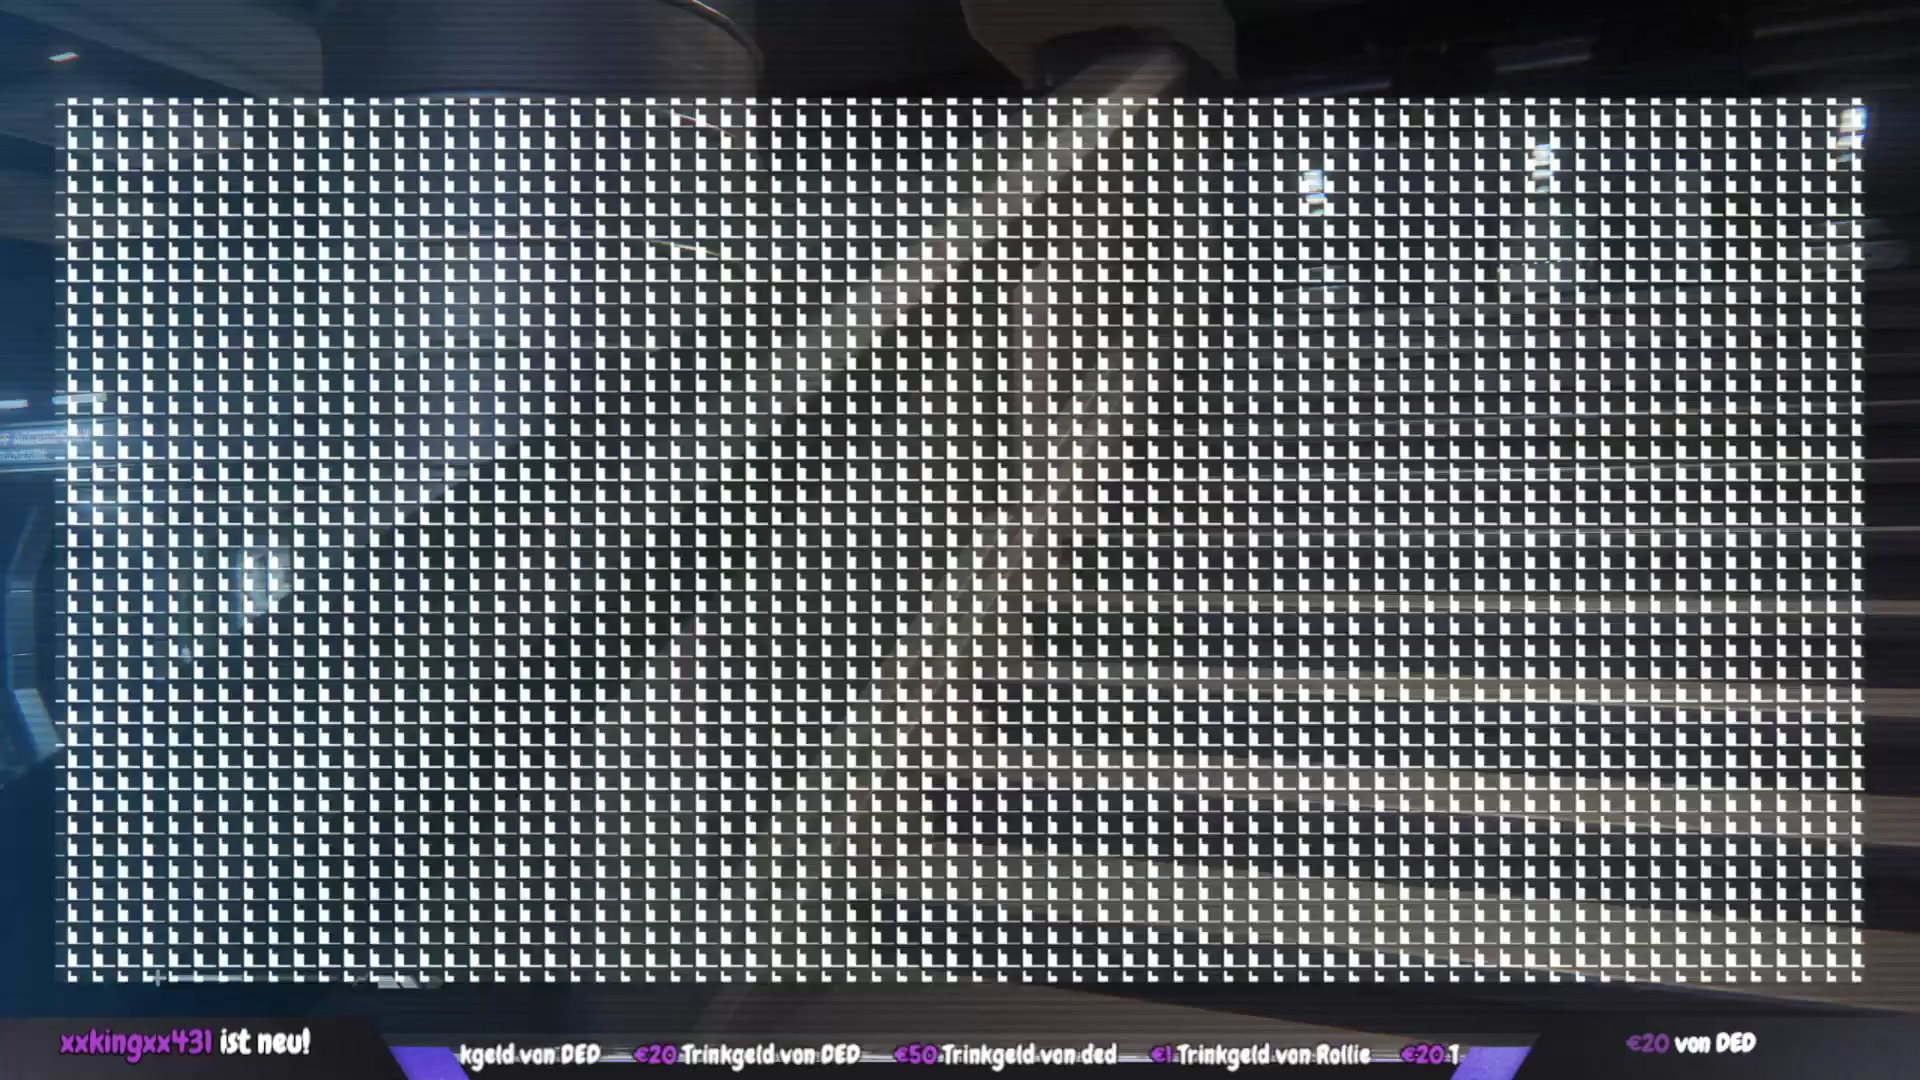 xxkingxx431 ist neu!
kgeld von DED €20 Trinkgeld von DED €50 Trinkgeld von ded €1 Trinkgeld von Rollie €20 T
€20 von DED